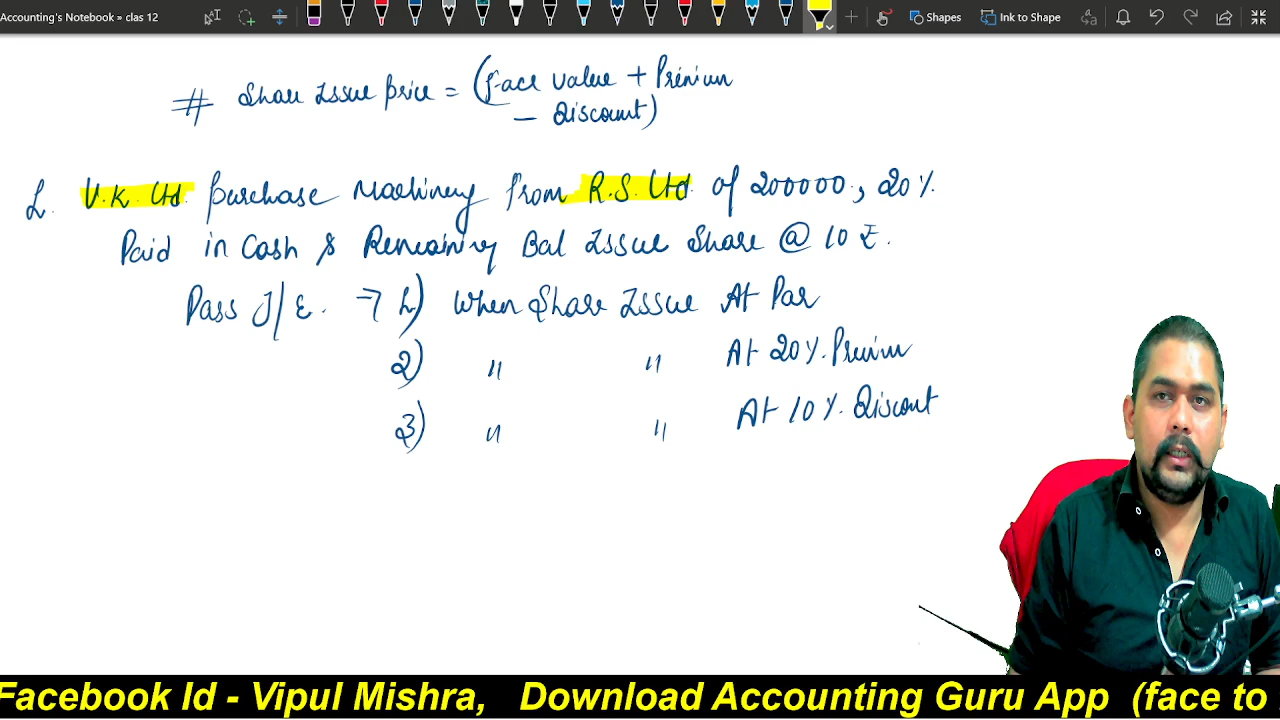 Accounting's Notebook » clas 12
Shapes
Ink to Shape
# Share Issue price = (Face value + Premium
– Discount)
1. V.K. Ltd purchase Machinery from R.S. Ltd of 200000, 20%
Paid in Cash & Remaining Bal Issue Share @ 10 ₹.
Pass J/E. → 1) When Share Issue At Par
2) " " At 20% Premium
3) " " At 10% Discount
Facebook Id - Vipul Mishra, Download Accounting Guru App (face to